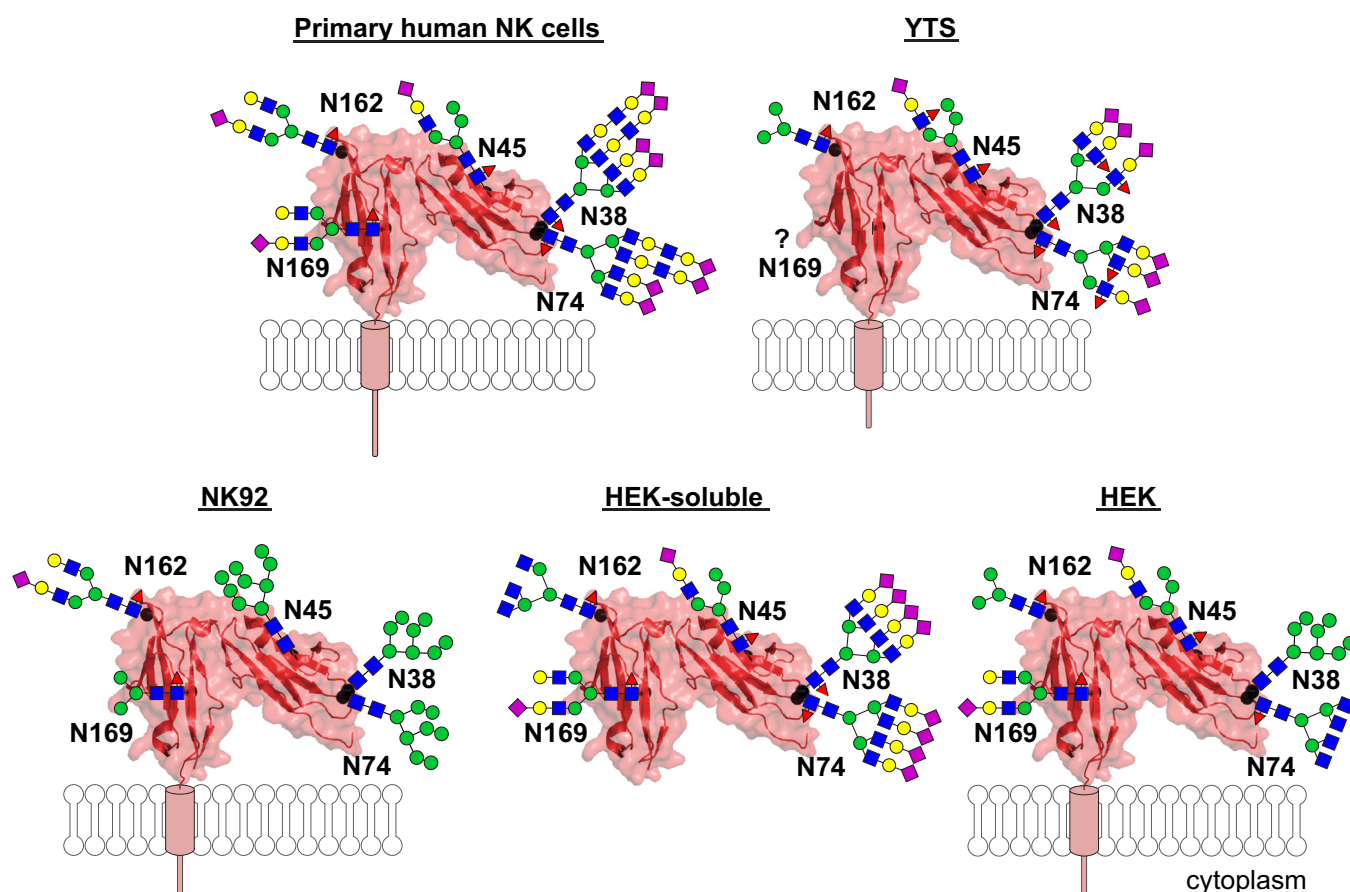 Primary human NK cells
N162
N45
N38
N169
N74
YTS
N162
N45
N38
?
N169
N74
NK92
N162
N45
N38
N169
N74
HEK-soluble
N162
N45
N38
N169
N74
HEK
N162
N45
N38
N169
N74
cytoplasm